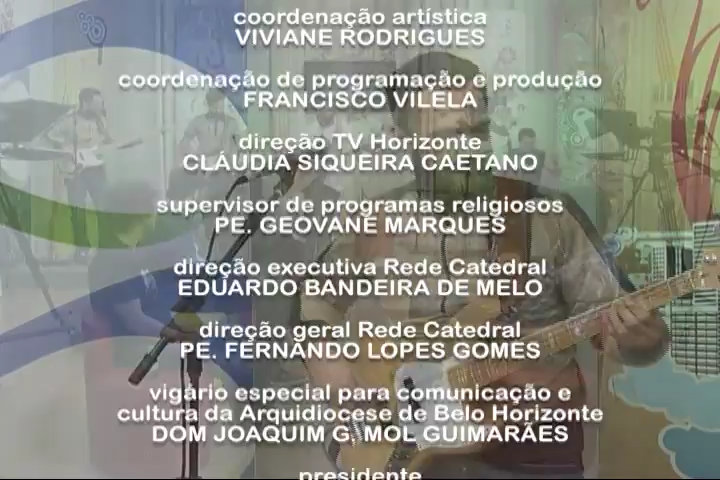 coordenação artística
VIVIANE RODRIGUES
coordenação de programação e produção
FRANCISCO VILELA
direção TV Horizonte
CLÁUDIA SIQUEIRA CAETANO
supervisor de programas religiosos
PE. GEOVANE MARQUES
direção executiva Rede Catedral
EDUARDO BANDEIRA DE MELO
direção geral Rede Catedral
PE. FERNANDO LOPES GOMES
vigário especial para comunicação e
cultura da Arquidiocese de Belo Horizonte
DOM JOAQUIM G. MOL GUIMARÃES
presidente